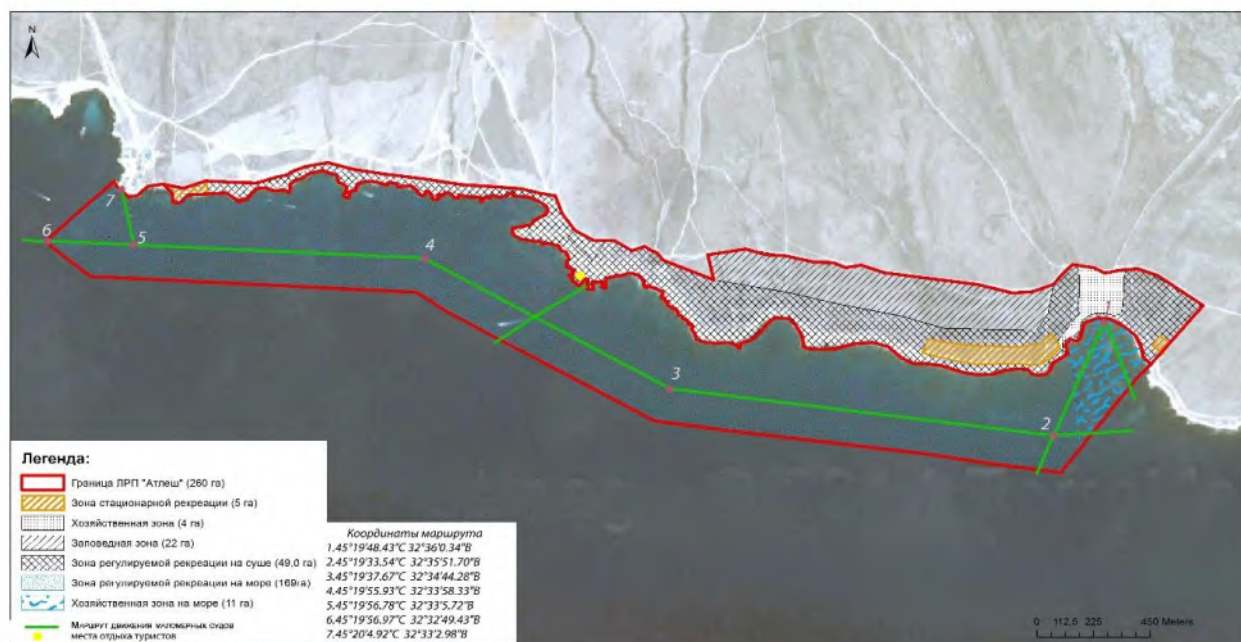 N
7
6
5
4
3
2
1
Легенда:
Граница ЛРП "Атлеш" (260 га)
Зона стационарной рекреации (5 га)
Хозяйственная зона (4 га)
Заповедная зона (22 га)
Зона регулируемой рекреации на суше (49,0 га)
Зона регулируемой рекреации на море (169га)
Хозяйственная зона на море (11 га)
Маршрут движения маломерных судов
места отдыха туристов
Координаты маршрута
1.45°19'48.43"С 32°36'0.34"В
2.45°19'33.54"С 32°35'51.70"В
3.45°19'37.67"С 32°34'44.28"В
4.45°19'55.93"С 32°33'58.33"В
5.45°19'56.78"С 32°33'5.72"В
6.45°19'56.97"С 32°32'49.43"В
7.45°20'4.92"С 32°33'2.98"В
0 112,5 225 450 Meters